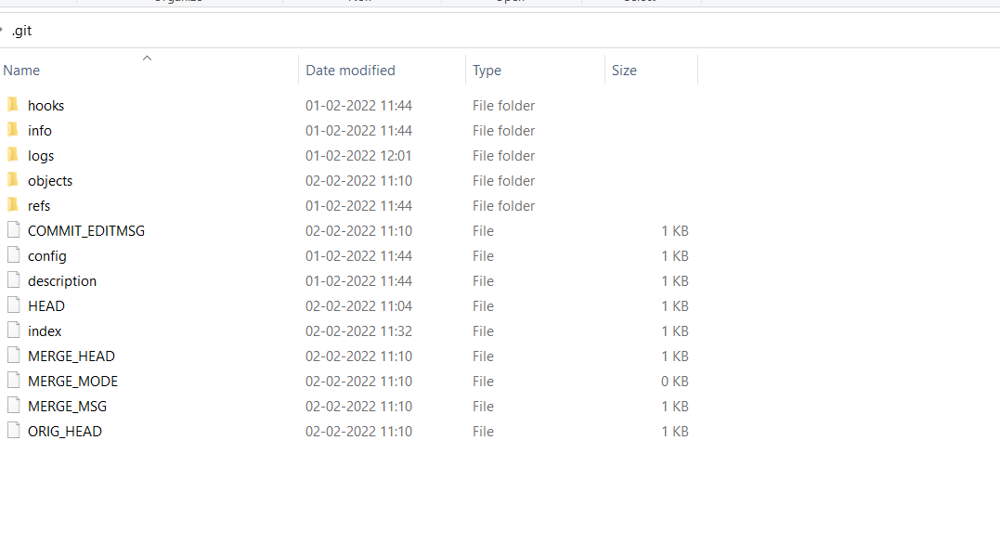 .git
Name Date modified Type Size
hooks 01-02-2022 11:44 File folder
info 01-02-2022 11:44 File folder
logs 01-02-2022 12:01 File folder
objects 02-02-2022 11:10 File folder
refs 01-02-2022 11:44 File folder
COMMIT_EDITMSG 02-02-2022 11:10 File 1 KB
config 01-02-2022 11:44 File 1 KB
description 01-02-2022 11:44 File 1 KB
HEAD 02-02-2022 11:04 File 1 KB
index 02-02-2022 11:32 File 1 KB
MERGE_HEAD 02-02-2022 11:10 File 1 KB
MERGE_MODE 02-02-2022 11:10 File 0 KB
MERGE_MSG 02-02-2022 11:10 File 1 KB
ORIG_HEAD 02-02-2022 11:10 File 1 KB